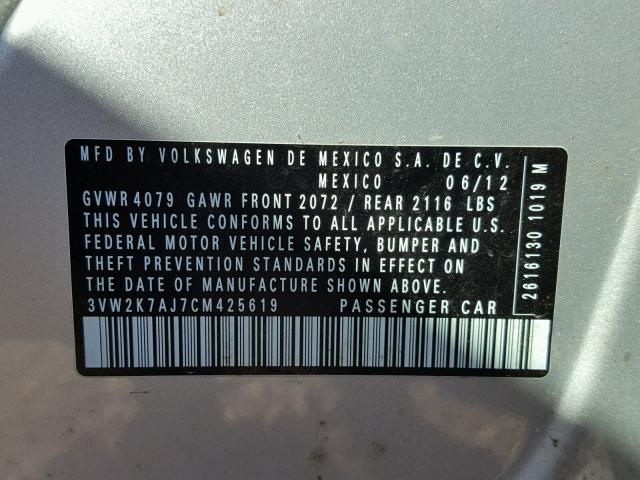 MFD BY VOLKSWAGEN DE MEXICO S.A. DE C.V.
MEXICO 06/12
GVWR 4079 GAWR FRONT 2072 / REAR 2116 LBS
THIS VEHICLE CONFORMS TO ALL APPLICABLE U.S.
FEDERAL MOTOR VEHICLE SAFETY, BUMPER AND
THEFT PREVENTION STANDARDS IN EFFECT ON
THE DATE OF MANUFACTURE SHOWN ABOVE.
3VW2K7AJ7CM425619 PASSENGER CAR
2616130 1019 M